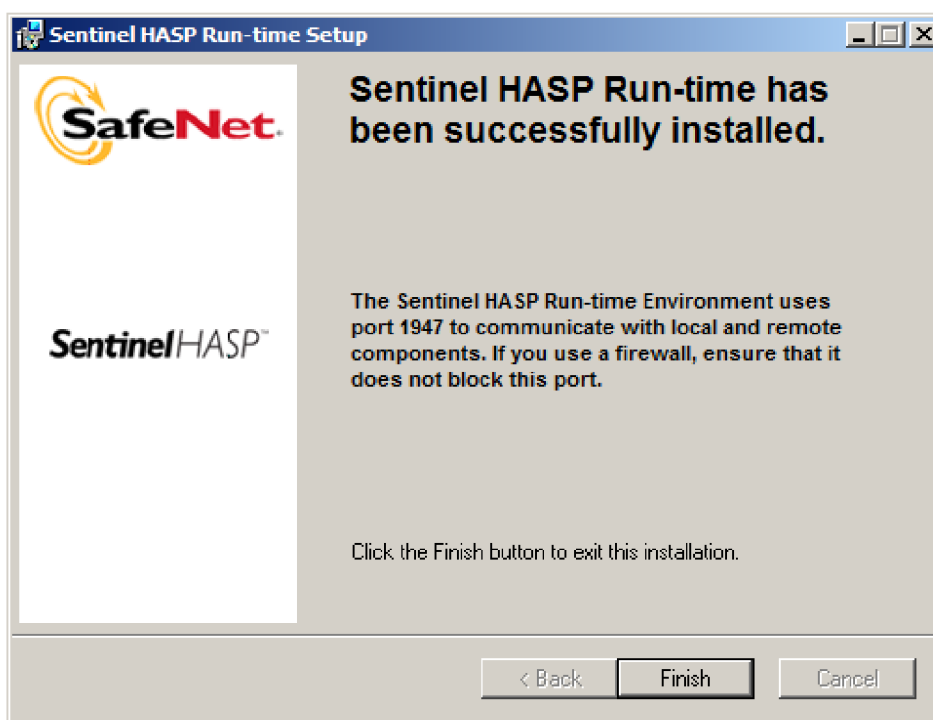 Sentinel HASP Run-time Setup
SafeNet.
Sentinel HASP Run-time has
been successfully installed.
SentinelHASP™
The Sentinel HASP Run-time Environment uses
port 1947 to communicate with local and remote
components. If you use a firewall, ensure that it
does not block this port.
Click the Finish button to exit this installation.
< Back
Finish
Cancel